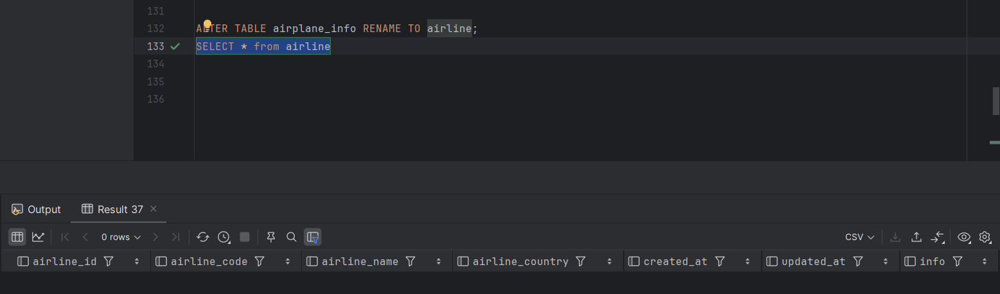 131
132 ALTER TABLE airplane_info RENAME TO airline;
133 SELECT * from airline
134
135
136
Output Result 37
0 rows CSV
airline_id airline_code airline_name airline_country created_at updated_at info